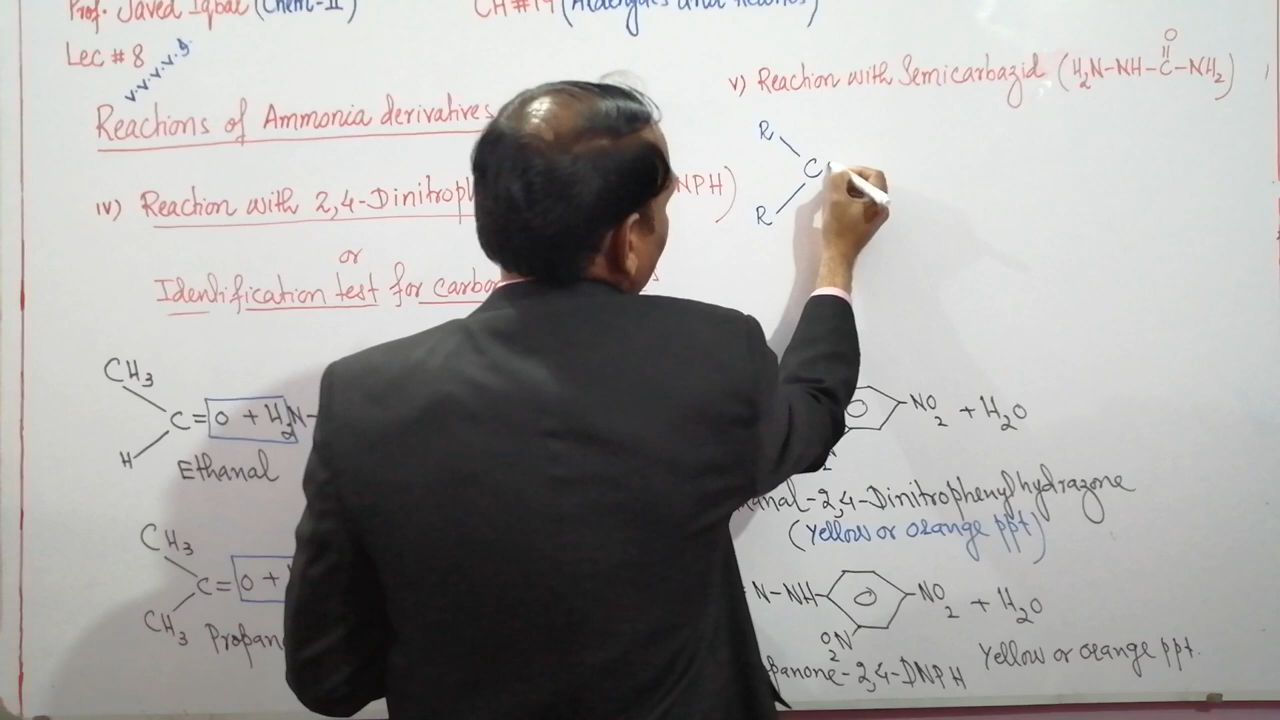 Prof. Javed Iqbal (Chem-II)
CH#19 (Aldehydes and Ketones)
Lec # 8
v.v.v.v.
Reactions of Ammonia derivatives
iv) Reaction with 2,4-Dinitroph NPH)
or
Identification test for carbo
CH3
C=O + H2N-
H
Ethanal
CH3
C=O +
CH3
Propan
v) Reaction with Semicarbazid (H2N-NH-C-NH2)
O
R
C
R
NO2 + H2O
anal-2,4-Dinitrophenylhydrazone
(Yellow or orange ppt)
N-NH NO2 + H2O
O2N
panone-2,4-DNPH
Yellow or orange ppt.